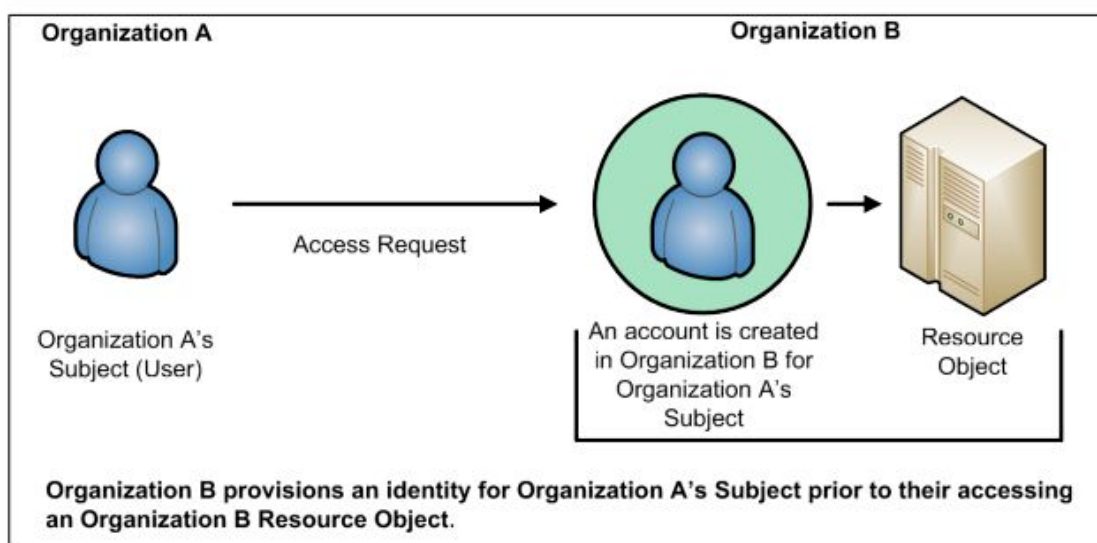 Organization A
Organization B
Access Request
Organization A's
Subject (User)
An account is created
in Organization B for
Organization A's
Subject
Resource
Object
Organization B provisions an identity for Organization A's Subject prior to their accessing
an Organization B Resource Object.